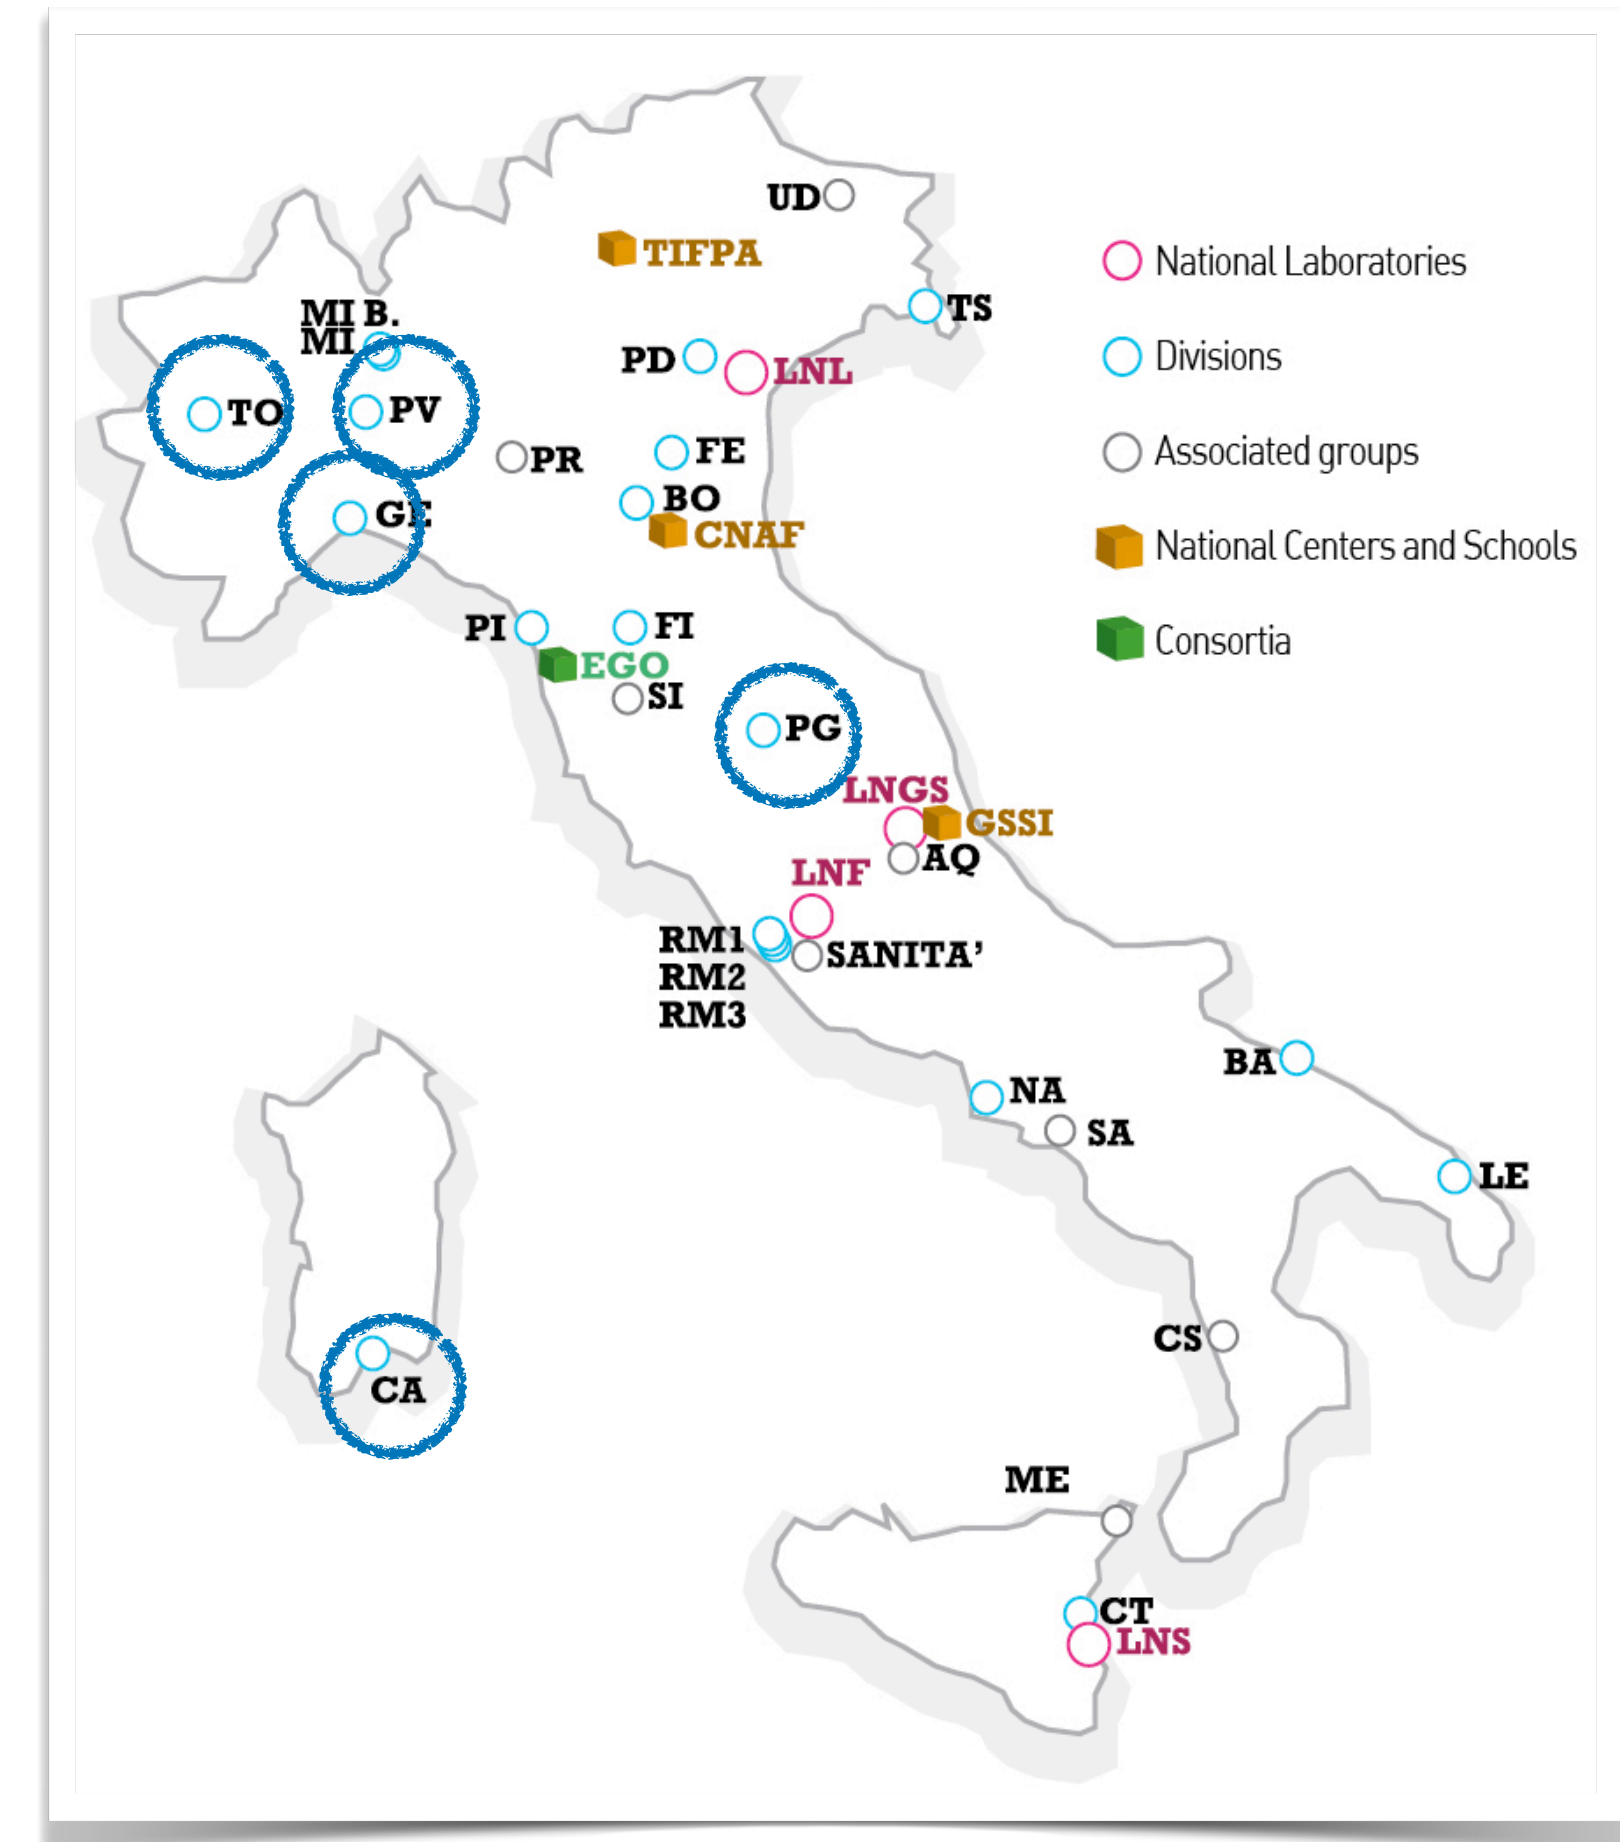 UD
TIFPA
National Laboratories
MI B.
MI
TS
Divisions
PD
LNL
TO
PV
PR
FE
Associated groups
BO
GE
CNAF
National Centers and Schools
PI
FI
Consortia
EGO
SI
PG
LNGS
GSSI
AQ
LNF
RM1
SANITA’
RM2
RM3
BA
NA
SA
LE
CS
CA
ME
CT
LNS